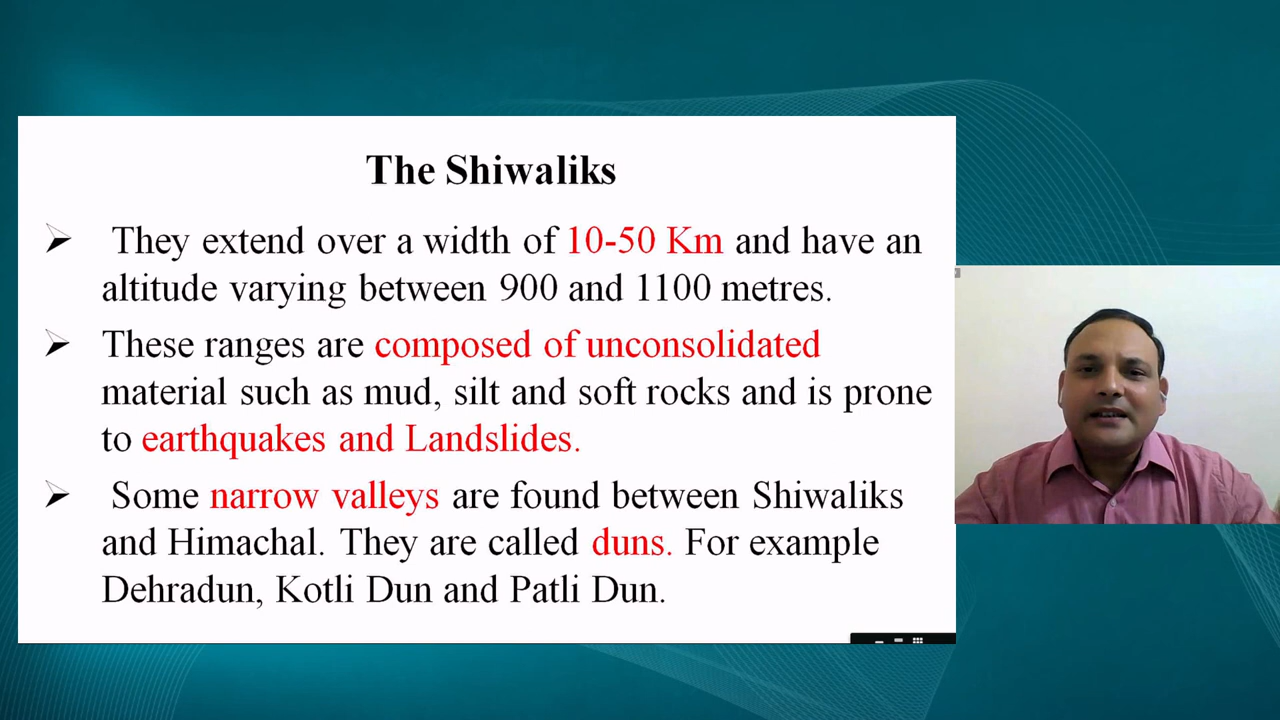 The Shiwaliks
➢ They extend over a width of 10-50 Km and have an
altitude varying between 900 and 1100 metres.
➢ These ranges are composed of unconsolidated
material such as mud, silt and soft rocks and is prone
to earthquakes and Landslides.
➢ Some narrow valleys are found between Shiwaliks
and Himachal. They are called duns. For example
Dehradun, Kotli Dun and Patli Dun.